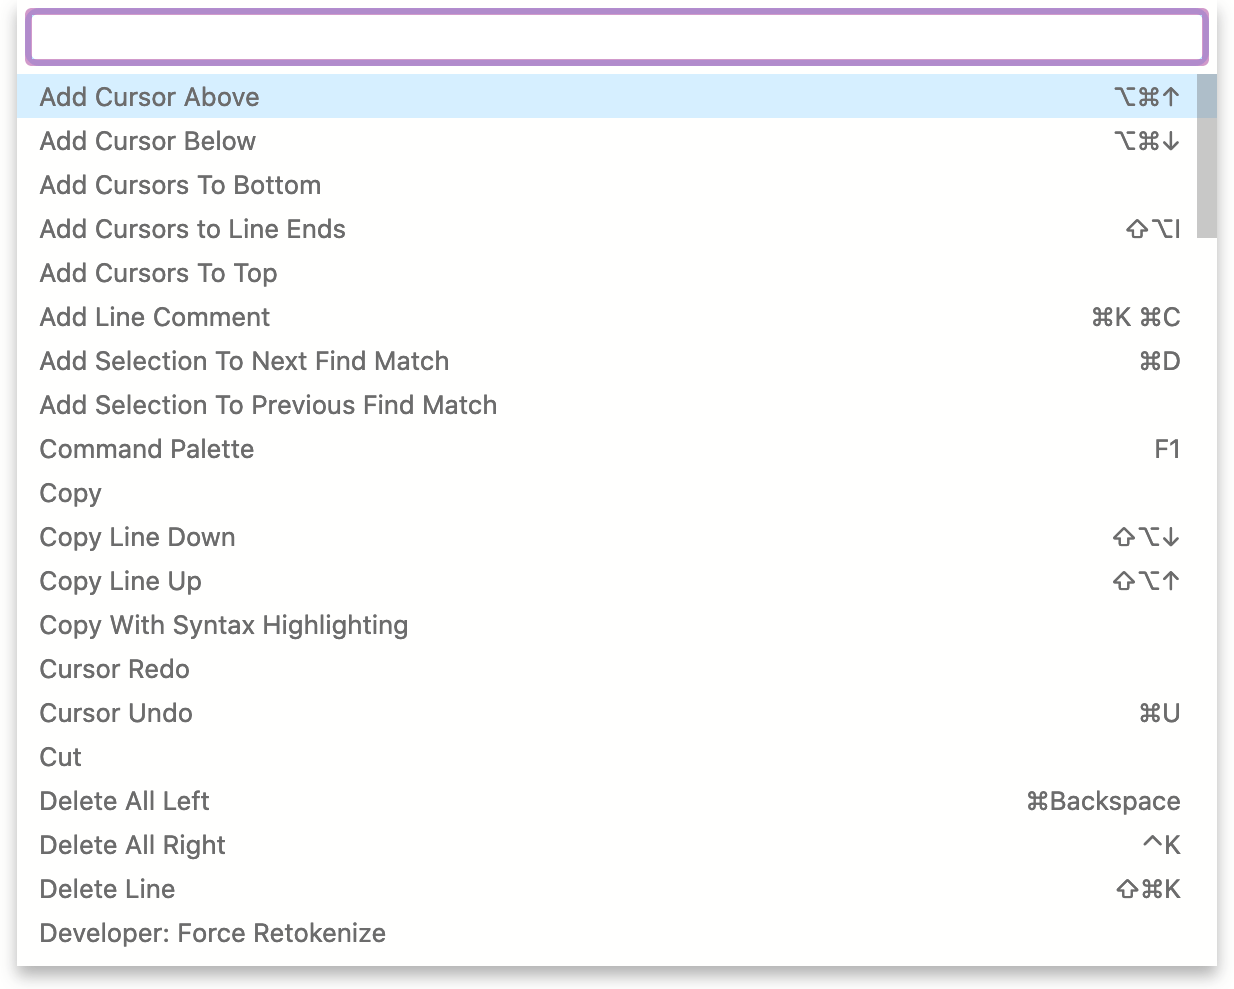 Add Cursor Above ⌥⌘↑
Add Cursor Below ⌥⌘↓
Add Cursors To Bottom
Add Cursors to Line Ends ⇧⌥I
Add Cursors To Top
Add Line Comment ⌘K ⌘C
Add Selection To Next Find Match ⌘D
Add Selection To Previous Find Match
Command Palette F1
Copy
Copy Line Down ⇧⌥↓
Copy Line Up ⇧⌥↑
Copy With Syntax Highlighting
Cursor Redo
Cursor Undo ⌘U
Cut
Delete All Left ⌘Backspace
Delete All Right ^K
Delete Line ⇧⌘K
Developer: Force Retokenize